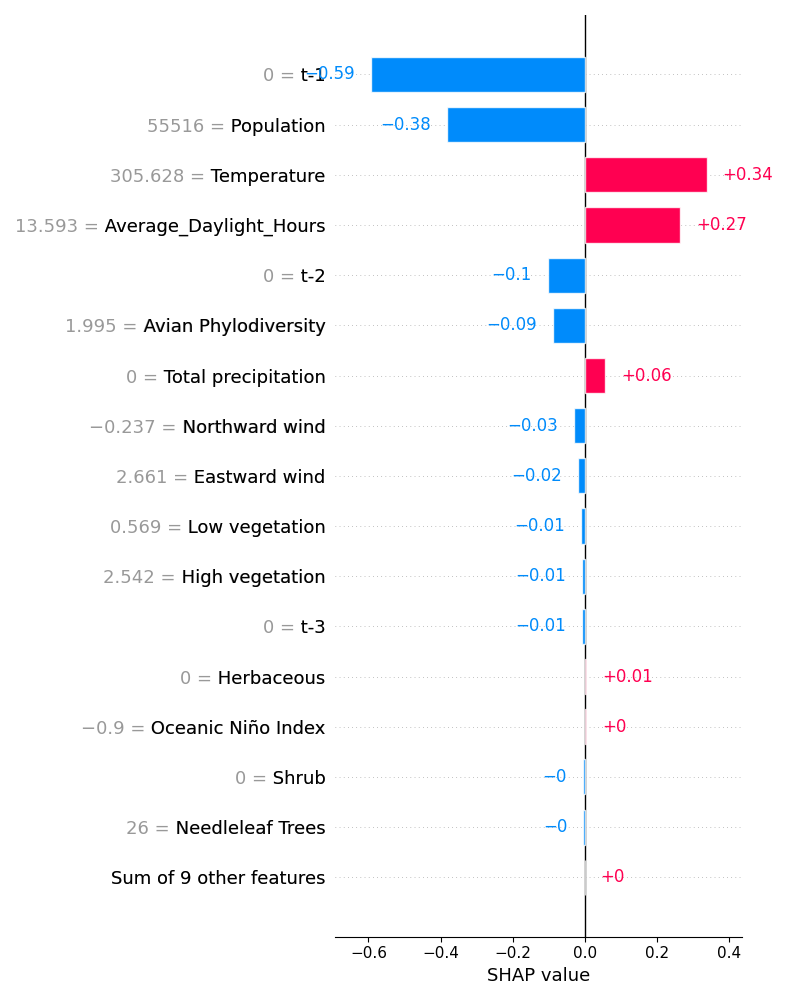 0 = t-1 −0.59
55516 = Population −0.38
305.628 = Temperature +0.34
13.593 = Average_Daylight_Hours +0.27
0 = t-2 −0.1
1.995 = Avian Phylodiversity −0.09
0 = Total precipitation +0.06
−0.237 = Northward wind −0.03
2.661 = Eastward wind −0.02
0.569 = Low vegetation −0.01
2.542 = High vegetation −0.01
0 = t-3 −0.01
0 = Herbaceous +0.01
−0.9 = Oceanic Niño Index +0
0 = Shrub −0
26 = Needleleaf Trees −0
Sum of 9 other features +0
−0.6 −0.4 −0.2 0.0 0.2 0.4
SHAP value